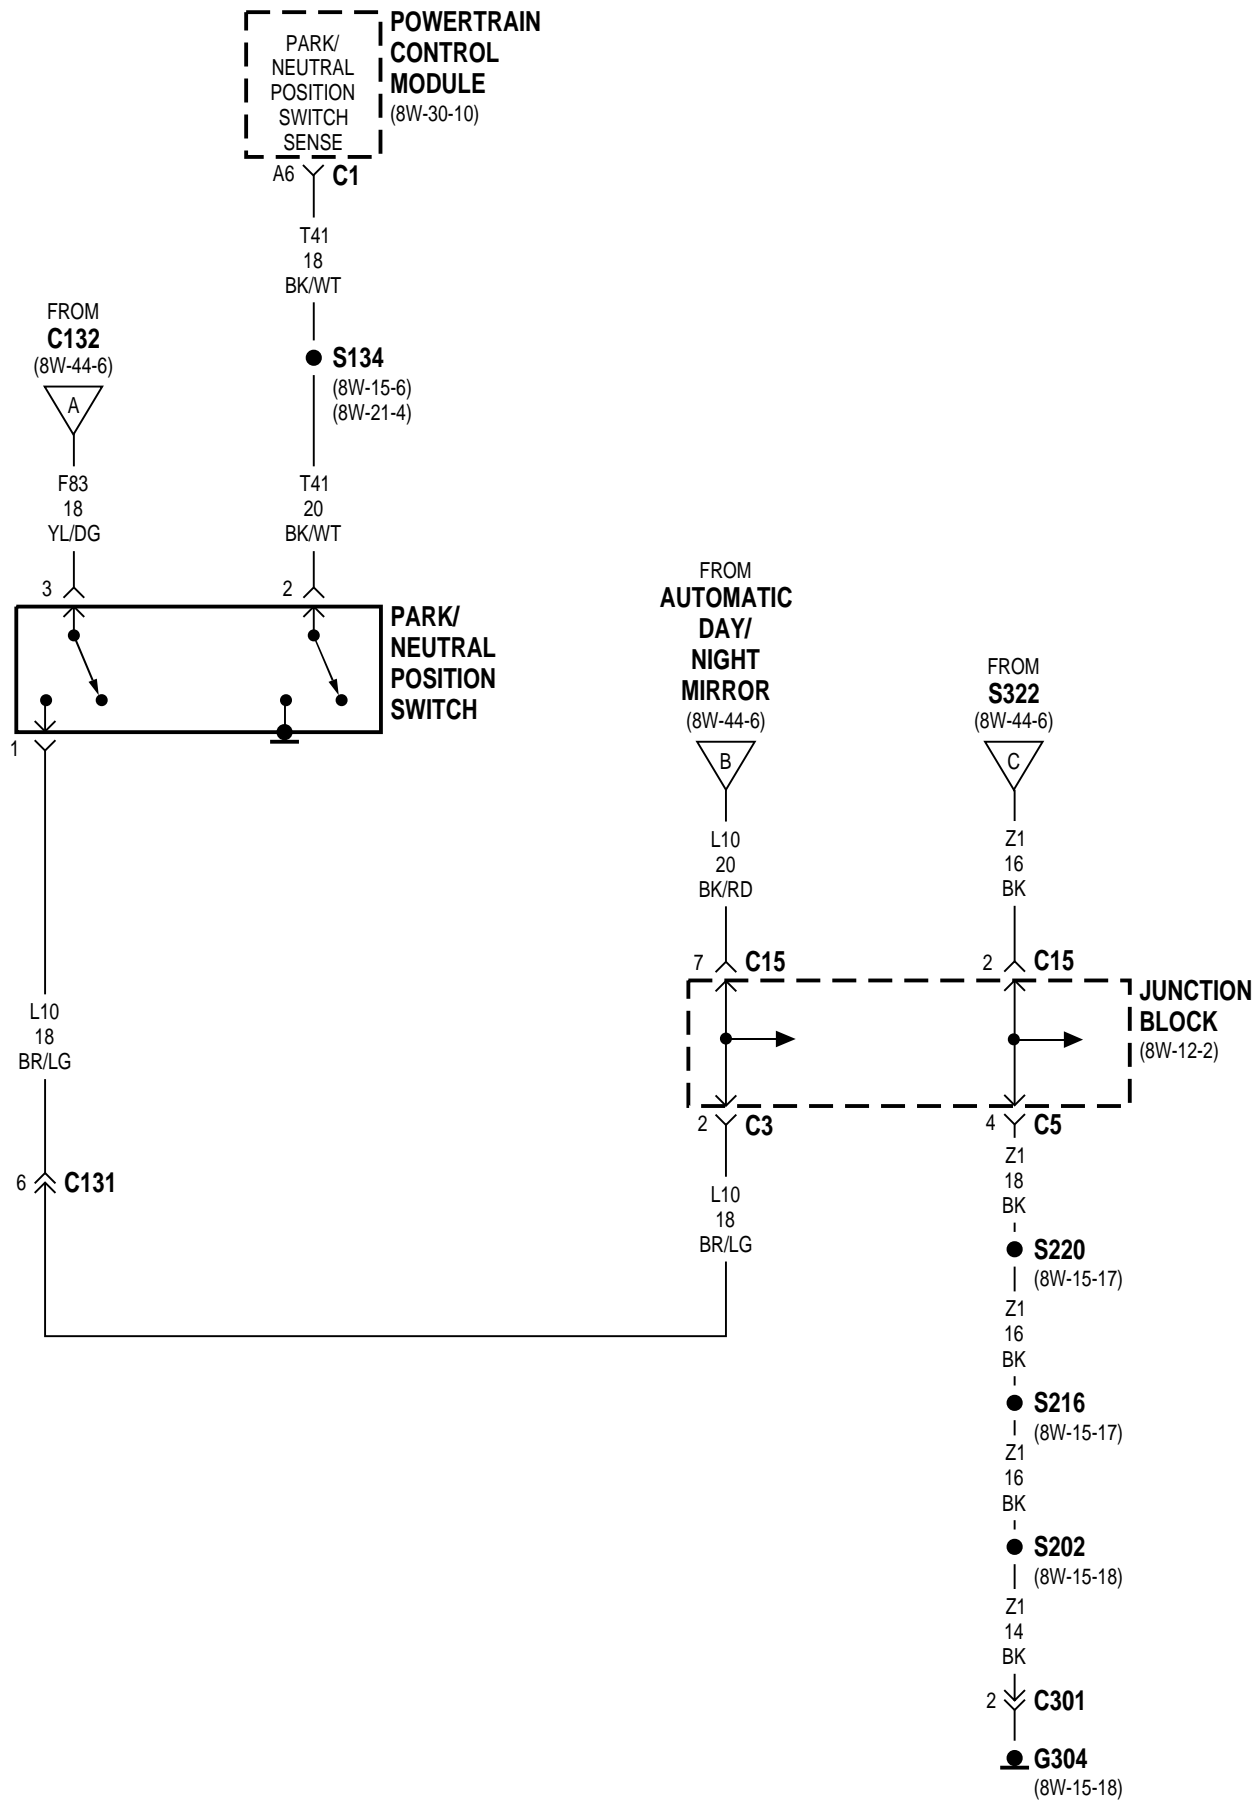 POWERTRAIN
CONTROL
MODULE
(8W-30-10)
PARK/
NEUTRAL
POSITION
SWITCH
SENSE
A6
C1
T41
18
BK/WT
FROM
C132
(8W-44-6)
A
S134
(8W-15-6)
(8W-21-4)
F83
18
YL/DG
T41
20
BK/WT
3
2
PARK/
NEUTRAL
POSITION
SWITCH
1
FROM
AUTOMATIC
DAY/
NIGHT
MIRROR
(8W-44-6)
B
FROM
S322
(8W-44-6)
C
L10
20
BK/RD
Z1
16
BK
7
C15
2
C15
JUNCTION
BLOCK
(8W-12-2)
L10
18
BR/LG
2
C3
4
C5
6
C131
L10
18
BR/LG
Z1
18
BK
S220
(8W-15-17)
Z1
16
BK
S216
(8W-15-17)
Z1
16
BK
S202
(8W-15-18)
Z1
14
BK
2
C301
G304
(8W-15-18)